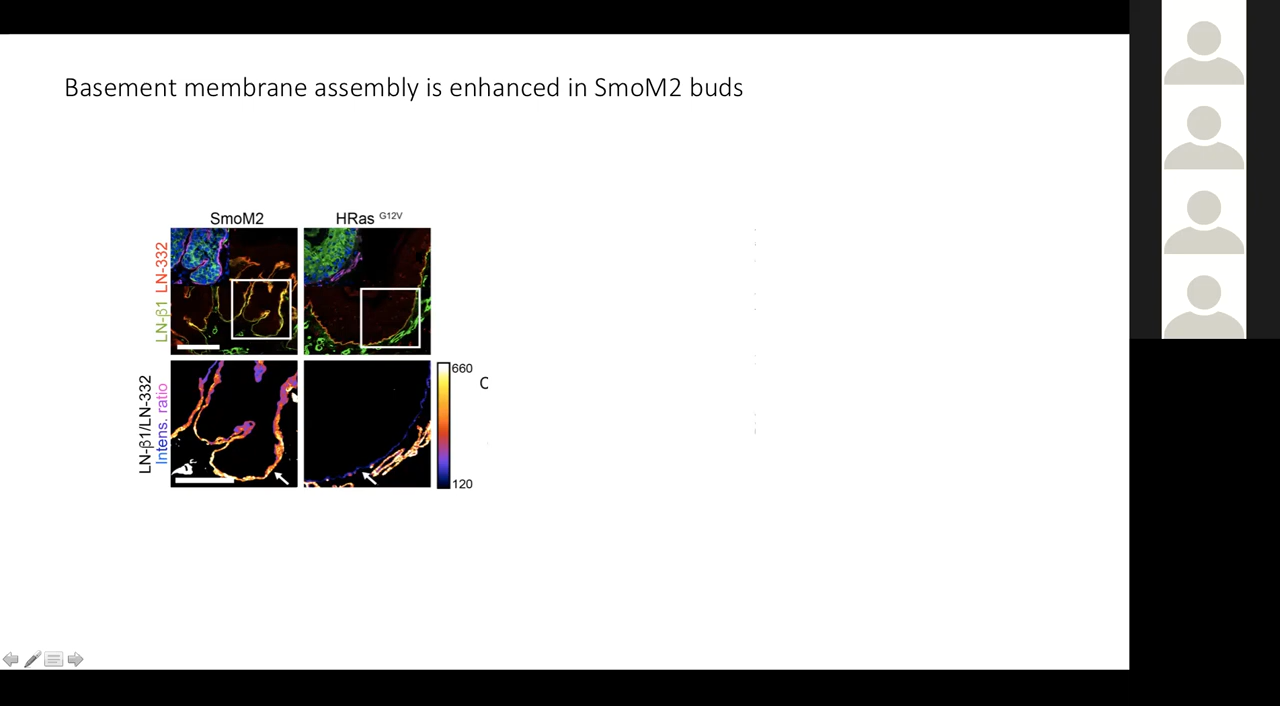 Basement membrane assembly is enhanced in SmoM2 buds
SmoM2
HRas G12V
LN-β1 LN-332
LN-β1/LN-332
Intens. ratio
660
120
C